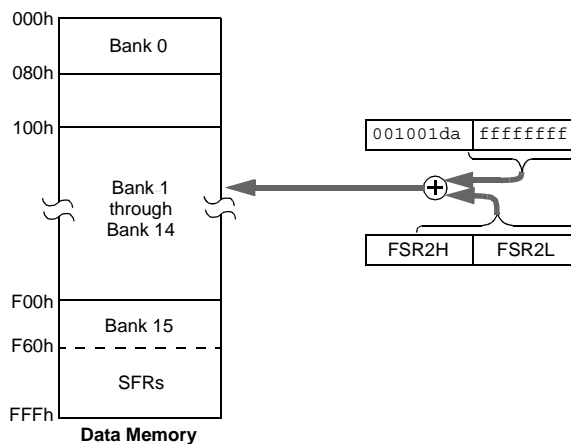 000h
Bank 0
080h
100h
001001da ffffffff
Bank 1
through
Bank 14
FSR2H FSR2L
F00h
Bank 15
F60h
SFRs
FFFh
Data Memory